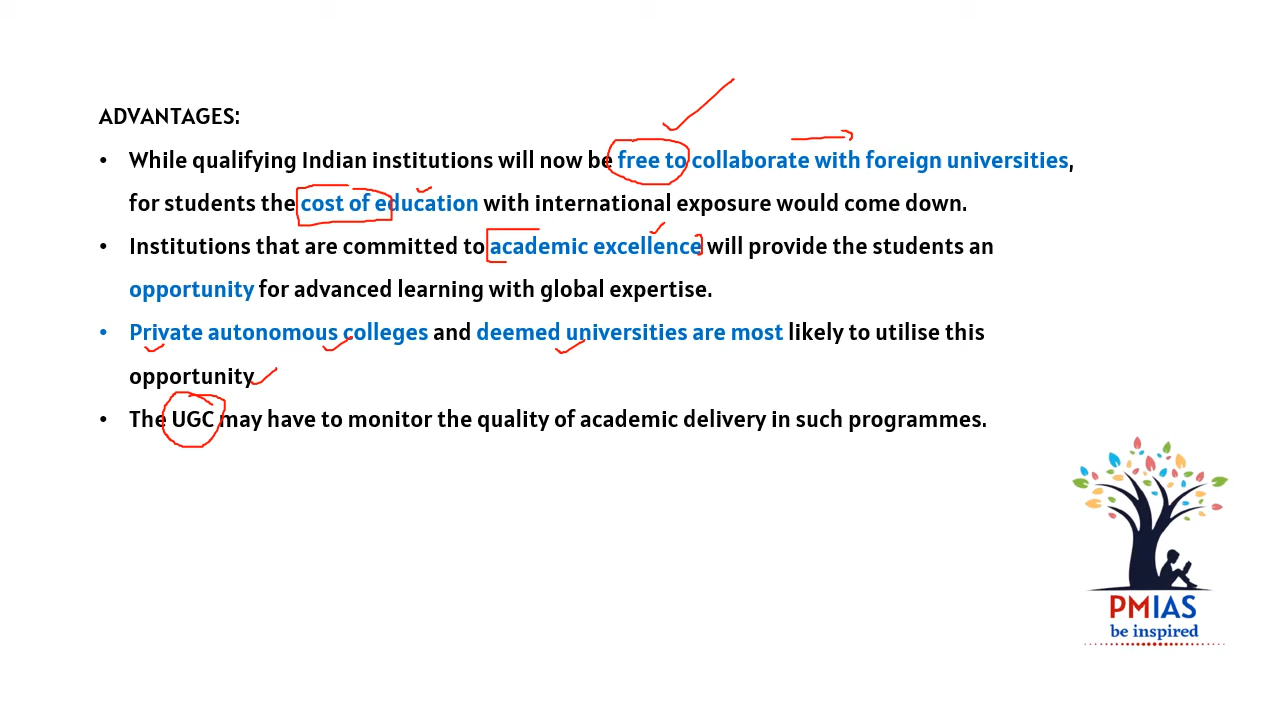 ADVANTAGES:
• While qualifying Indian institutions will now be free to collaborate with foreign universities,
for students the cost of education with international exposure would come down.
• Institutions that are committed to academic excellence will provide the students an
opportunity for advanced learning with global expertise.
• Private autonomous colleges and deemed universities are most likely to utilise this
opportunity
• The UGC may have to monitor the quality of academic delivery in such programmes.
PMIAS
be inspired